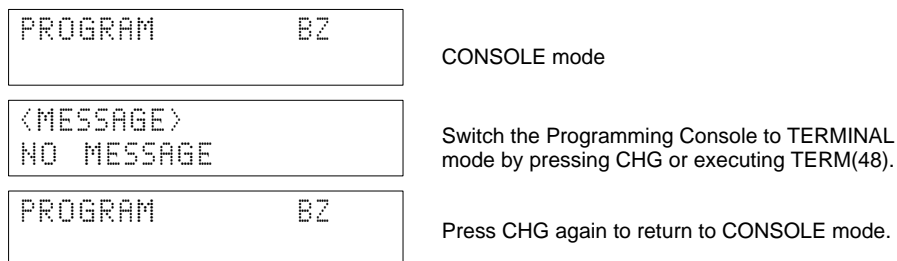 PROGRAM BZ
CONSOLE mode
<MESSAGE>
NO MESSAGE
Switch the Programming Console to TERMINAL
mode by pressing CHG or executing TERM(48).
PROGRAM BZ
Press CHG again to return to CONSOLE mode.